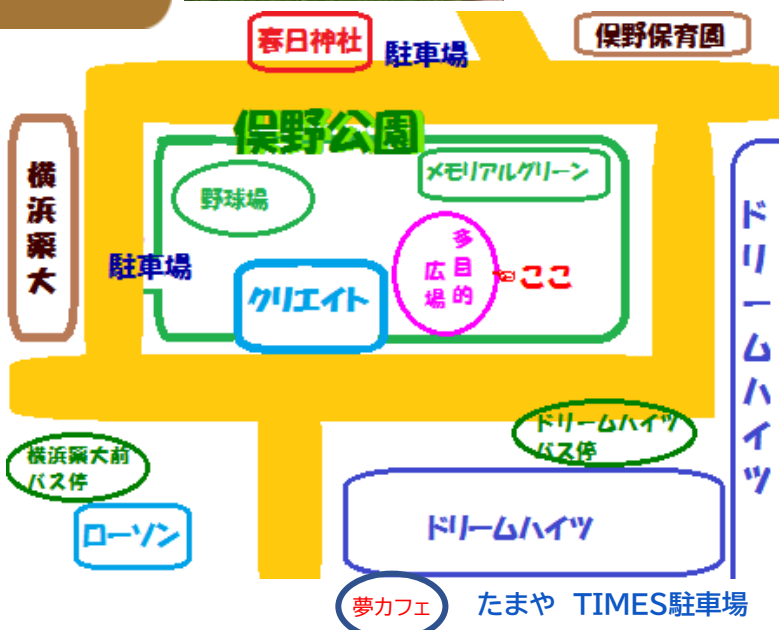 春日神社
駐車場
俣野保育園
俣野公園
横浜薬大
野球場
メモリアルグリーン
ドリームハイツ
多目的
広場
☜ここ
駐車場
クリエイト
ドリームハイツ
バス停
横浜薬大前
バス停
ローソン
ドリームハイツ
夢カフェ
たまや TIMES駐車場